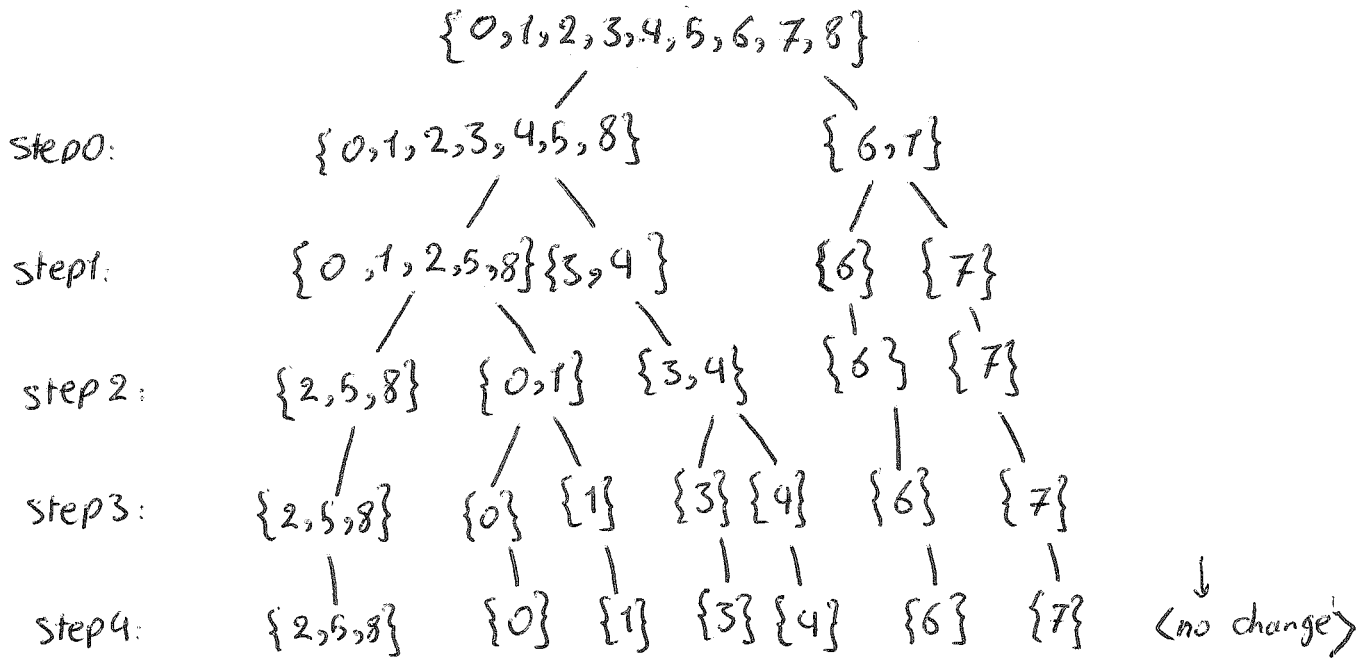 {0,1,2,3,4,5,6,7,8}
step0: {0,1,2,3,4,5,8} {6,7}
step1: {0,1,2,5,8} {3,4} {6} {7}
step2: {2,5,8} {0,1} {3,4} {6} {7}
step3: {2,5,8} {0} {1} {3} {4} {6} {7}
step4: {2,5,8} {0} {1} {3} {4} {6} {7} <no change>